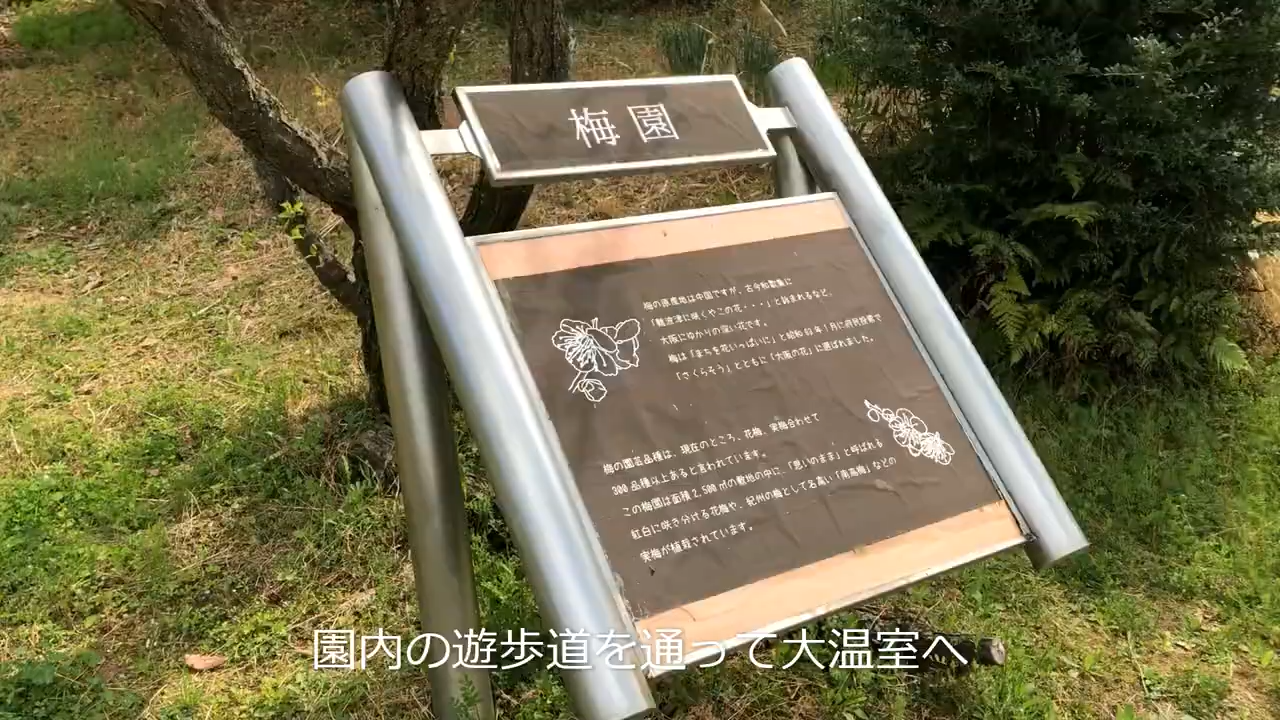 梅園
梅の原産地は中国ですが、古今和歌集に
「難波津に咲くやこの花・・・」と詠まれるなど、
大阪にゆかりの深い花です。
梅は「まちを花いっぱいに」と昭和63年1月に府民投票で
「さくらそう」とともに「大阪の花」に選ばれました。
梅の園芸品種は、現在のところ、花梅、実梅合わせて
300品種以上あると言われています。
この梅園は面積2,500㎡の敷地の中に、「思いのまま」と呼ばれる
紅白に咲き分ける花梅や、紀州の梅として名高い「南高梅」などの
実梅が植栽されています。
園内の遊歩道を通って大温室へ